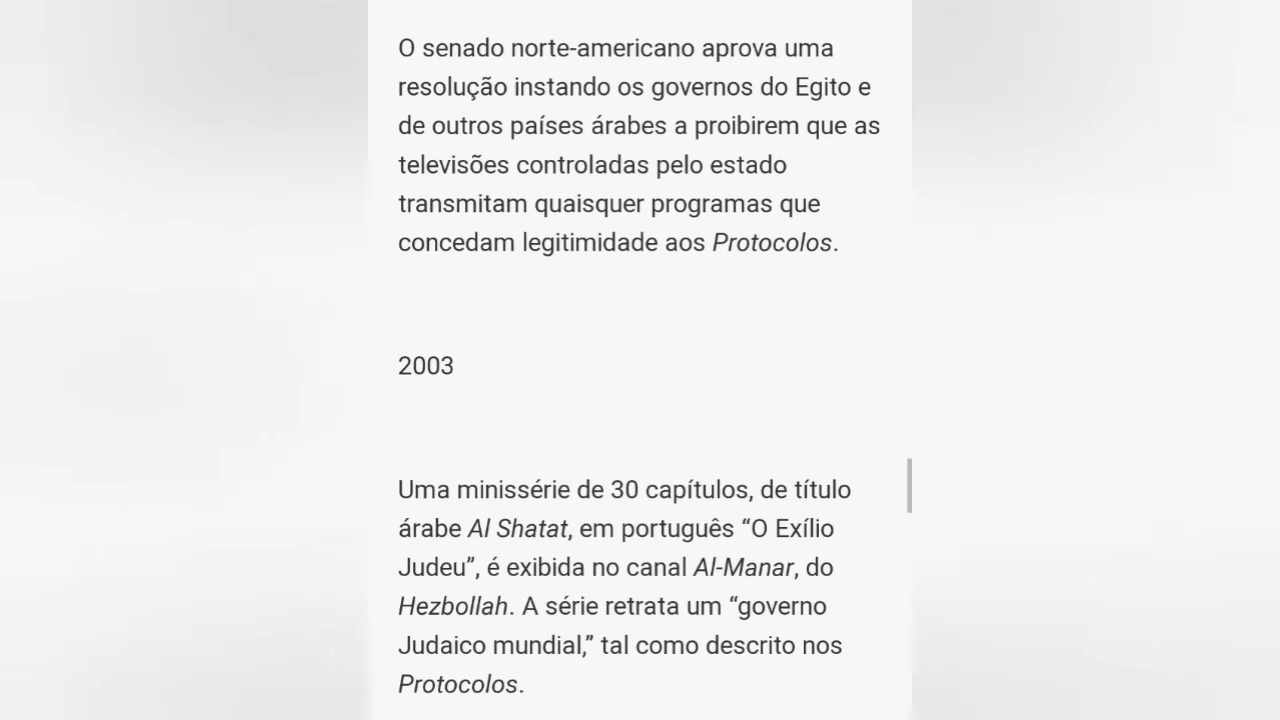 O senado norte-americano aprova uma
resolução instando os governos do Egito e
de outros países árabes a proibirem que as
televisões controladas pelo estado
transmitam quaisquer programas que
concedam legitimidade aos Protocolos.
2003
Uma minissérie de 30 capítulos, de título
árabe Al Shatat, em português “O Exílio
Judeu”, é exibida no canal Al-Manar, do
Hezbollah. A série retrata um “governo
Judaico mundial,” tal como descrito nos
Protocolos.